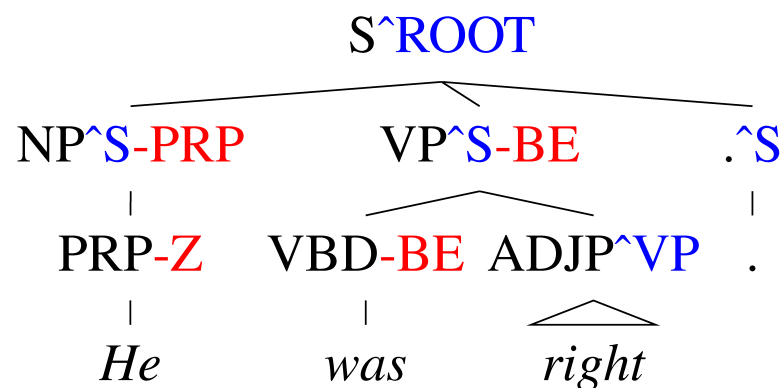 S^ROOT
NP^S-PRP VP^S-BE .^S
PRP-Z VBD-BE ADJP^VP .
He was right